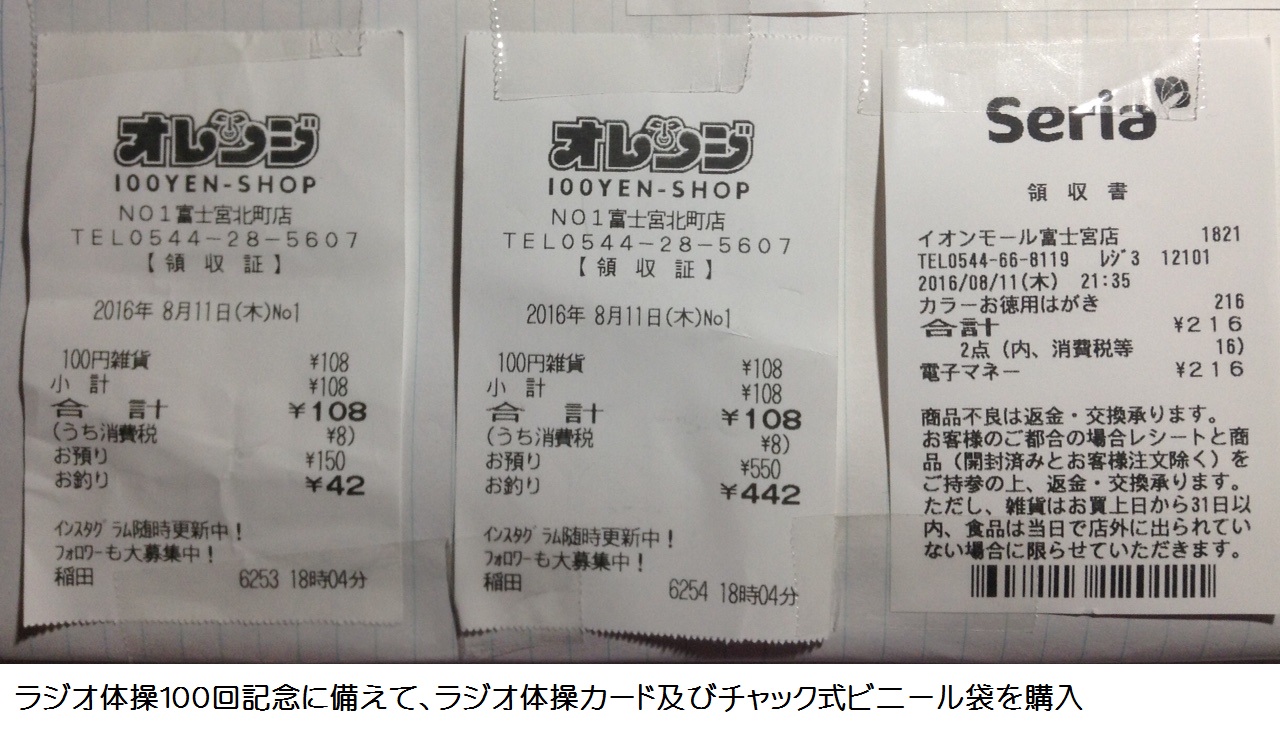 オレンジ
100YEN-SHOP
NO1富士宮北町店
TEL0544-28-5607
【領収証】
2016年 8月11日(木)No1
100円雑貨 ¥108
小 計 ¥108
合 計 ¥108
(うち消費税 ¥8)
お預り ¥150
お釣り ¥42
インスタグラム随時更新中!
フォロワーも大募集中!
稲田 6253 18時04分
オレンジ
100YEN-SHOP
NO1富士宮北町店
TEL0544-28-5607
【領収証】
2016年 8月11日(木)No1
100円雑貨 ¥108
小 計 ¥108
合 計 ¥108
(うち消費税 ¥8)
お預り ¥550
お釣り ¥442
インスタグラム随時更新中!
フォロワーも大募集中!
稲田 6254 18時04分
Seria
領 収 書
イオンモール富士宮店 1821
TEL0544-66-8119 レジ3 12101
2016/08/11(木) 21:35
カラーお徳用はがき 216
合計 ¥216
2点(内、消費税等 16)
電子マネー ¥216
商品不良は返金・交換承ります。
お客様のご都合の場合レシートと商
品(開封済みとお客様注文除く)を
ご持参の上、返金・交換承ります。
ただし、雑貨はお買上日から31日以
内、食品は当日で店外に出られてい
ない場合に限らせていただきます。
ラジオ体操100回記念に備えて、ラジオ体操カード及びチャック式ビニール袋を購入